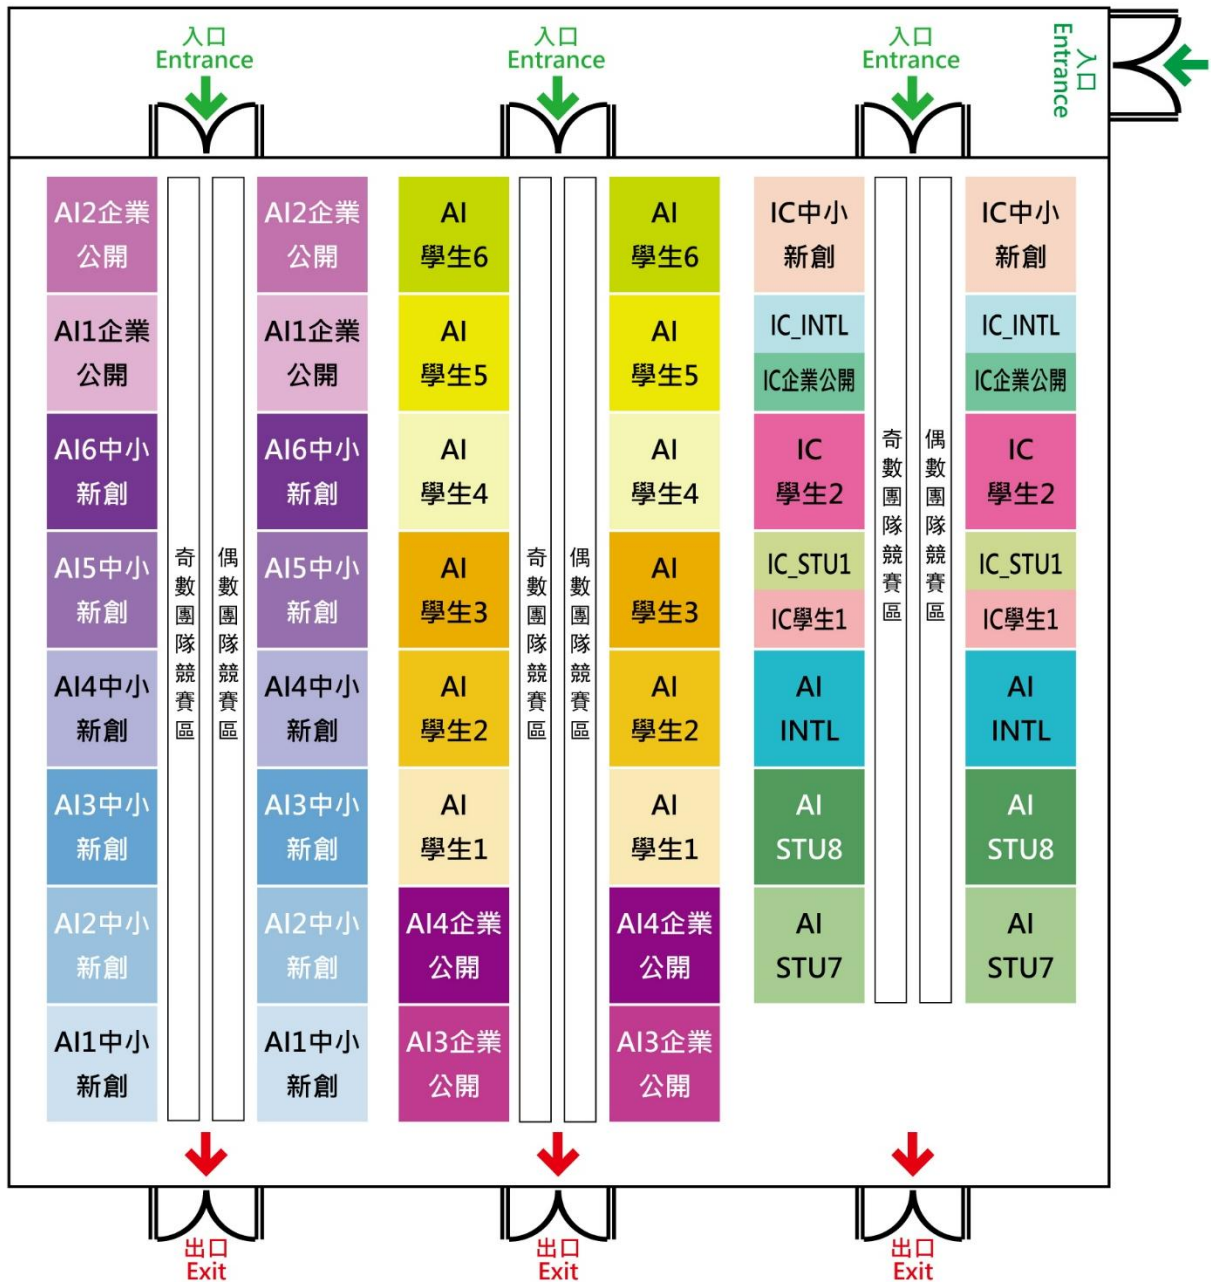 入口
Entrance
入口
Entrance
入口
Entrance
入口
Entrance
AI2企業
公開
AI1企業
公開
AI6中小
新創
AI5中小
新創
AI4中小
新創
AI3中小
新創
AI2中小
新創
AI1中小
新創
奇數團隊競賽區
偶數團隊競賽區
AI2企業
公開
AI1企業
公開
AI6中小
新創
AI5中小
新創
AI4中小
新創
AI3中小
新創
AI2中小
新創
AI1中小
新創
AI
學生6
AI
學生5
AI
學生4
AI
學生3
AI
學生2
AI
學生1
AI4企業
公開
AI3企業
公開
奇數團隊競賽區
偶數團隊競賽區
AI
學生6
AI
學生5
AI
學生4
AI
學生3
AI
學生2
AI
學生1
AI4企業
公開
AI3企業
公開
IC中小
新創
IC_INTL
IC企業公開
IC
學生2
IC_STU1
IC學生1
AI
INTL
AI
STU8
AI
STU7
奇數團隊競賽區
偶數團隊競賽區
IC中小
新創
IC_INTL
IC企業公開
IC
學生2
IC_STU1
IC學生1
AI
INTL
AI
STU8
AI
STU7
出口
Exit
出口
Exit
出口
Exit